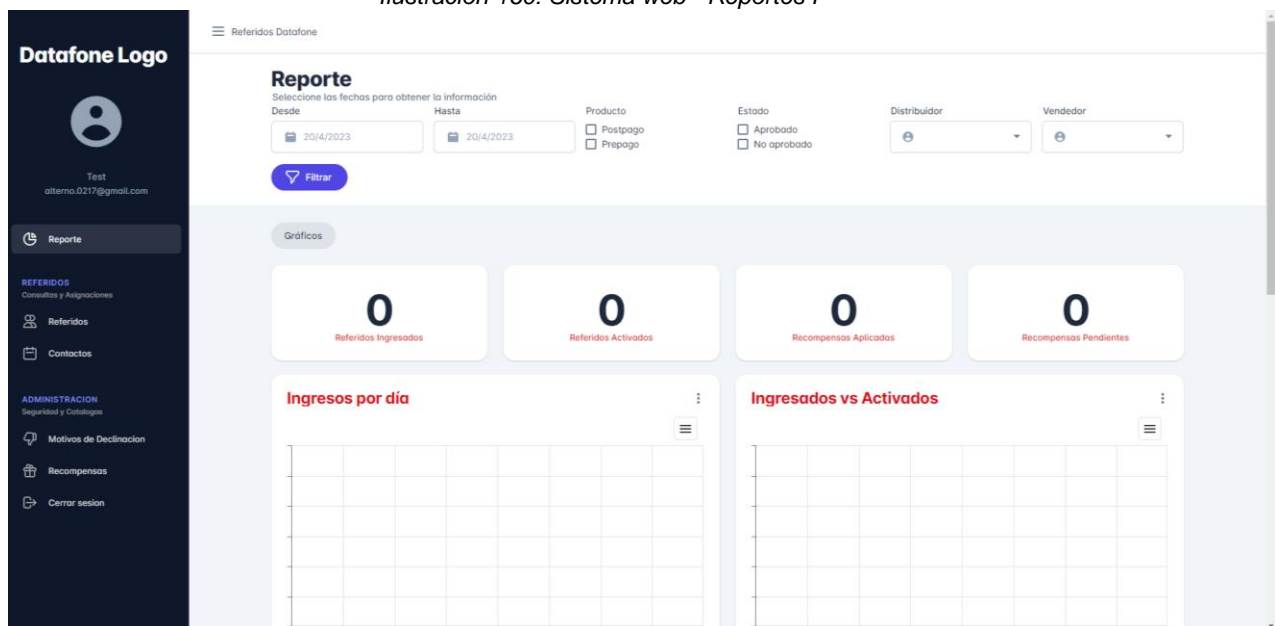 Sistema web - Reportes I
Referidos Datafone
Datafone Logo
Test
alterno.0217@gmail.com
Reporte
REFERIDOS
Consultas y Asignaciones
Referidos
Contactos
ADMINISTRACION
Seguridad y Catalogos
Motivos de Declinacion
Recompensas
Cerrar sesion
Reporte
Seleccione las fechas para obtener la información
Desde Hasta Producto Estado Distribuidor Vendedor
20/4/2023 20/4/2023 Postpago Aprobado
Prepago No aprobado
Filtrar
Gráficos
0 0 0 0
Referidos Ingresados Referidos Activados Recompensas Aplicadas Recompensas Pendientes
Ingresos por día Ingresados vs Activados